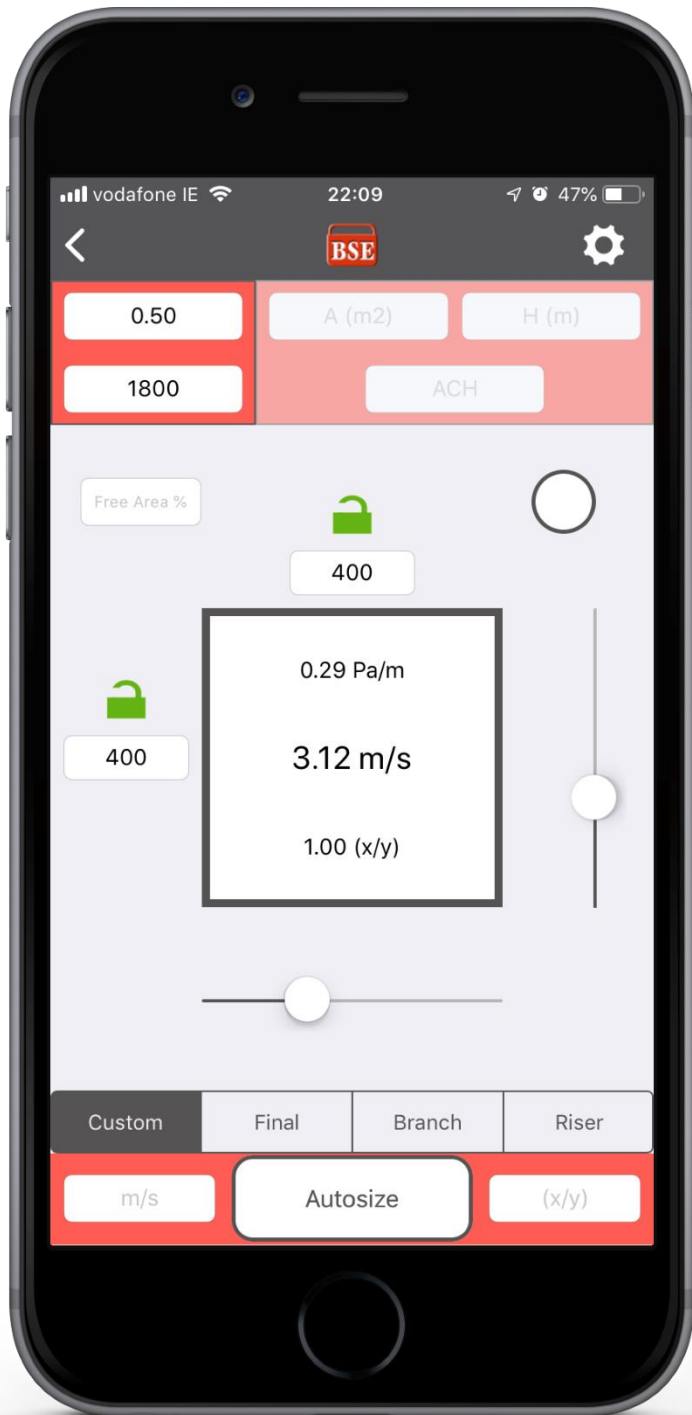 vodafone IE 22:09 47%
BSE
0.50 A (m2) H (m)
1800 ACH
Free Area %
400
0.29 Pa/m
400 3.12 m/s
1.00 (x/y)
Custom Final Branch Riser
m/s Autosize (x/y)